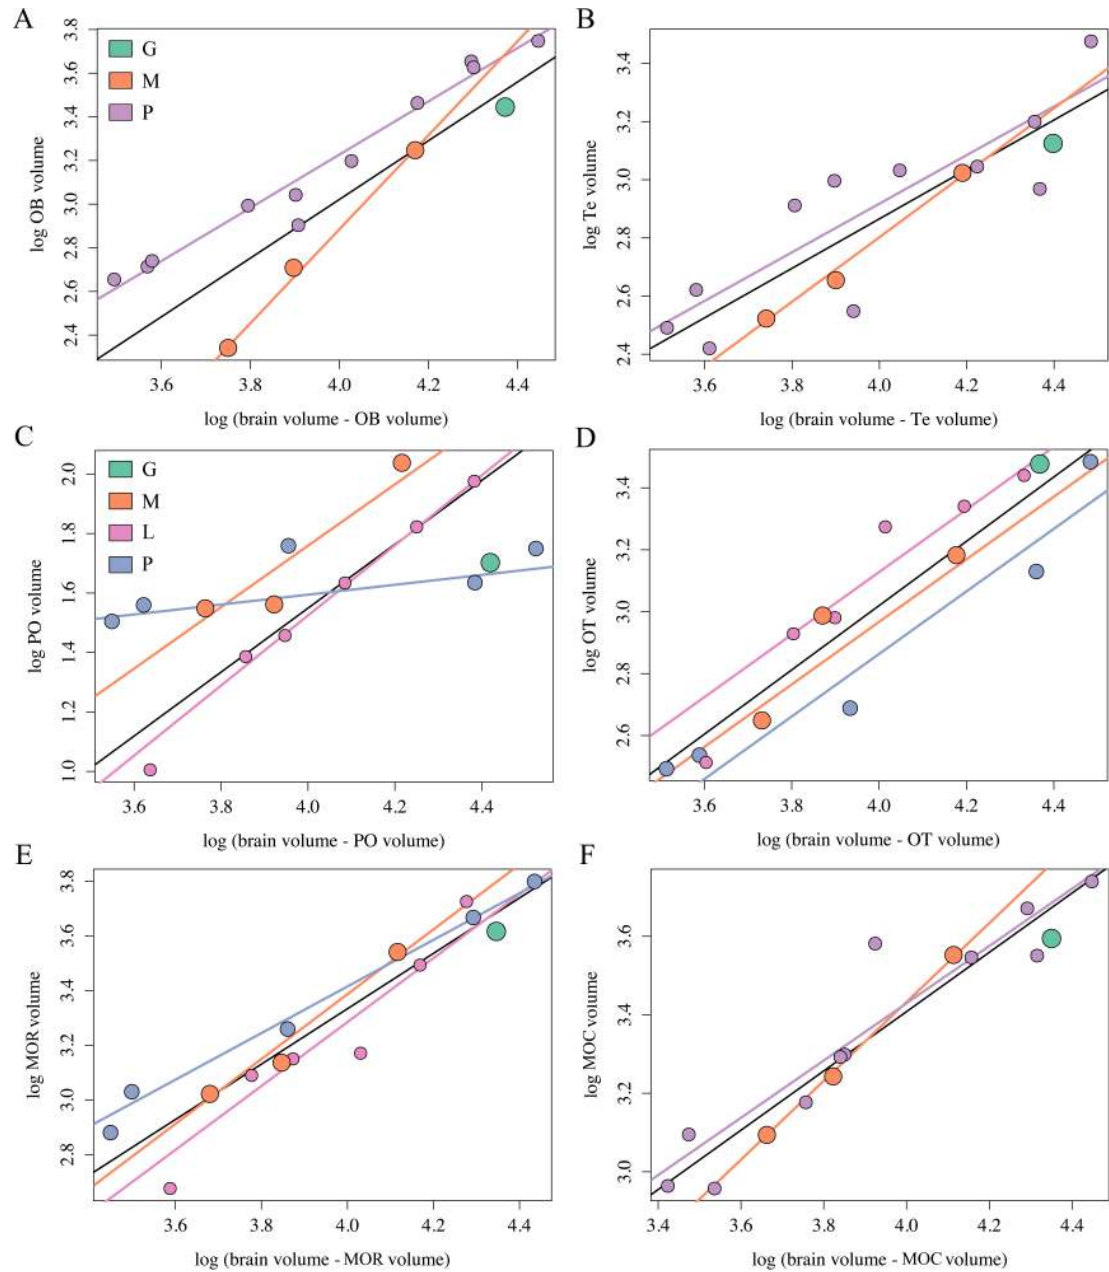 A
3.8
3.6
3.4
3.2
3.0
2.8
2.6
2.4
log OB volume
G
M
P
3.6 3.8 4.0 4.2 4.4
log (brain volume - OB volume)
B
3.4
3.2
3.0
2.8
2.6
2.4
log Te volume
3.6 3.8 4.0 4.2 4.4
log (brain volume - Te volume)
C
2.0
1.8
1.6
1.4
1.2
1.0
log PO volume
G
M
L
P
3.6 3.8 4.0 4.2 4.4
log (brain volume - PO volume)
D
3.4
3.2
3.0
2.8
2.6
log OT volume
3.6 3.8 4.0 4.2 4.4
log (brain volume - OT volume)
E
3.8
3.6
3.4
3.2
3.0
2.8
log MOR volume
3.6 3.8 4.0 4.2 4.4
log (brain volume - MOR volume)
F
3.6
3.4
3.2
3.0
log MOC volume
3.4 3.6 3.8 4.0 4.2 4.4
log (brain volume - MOC volume)